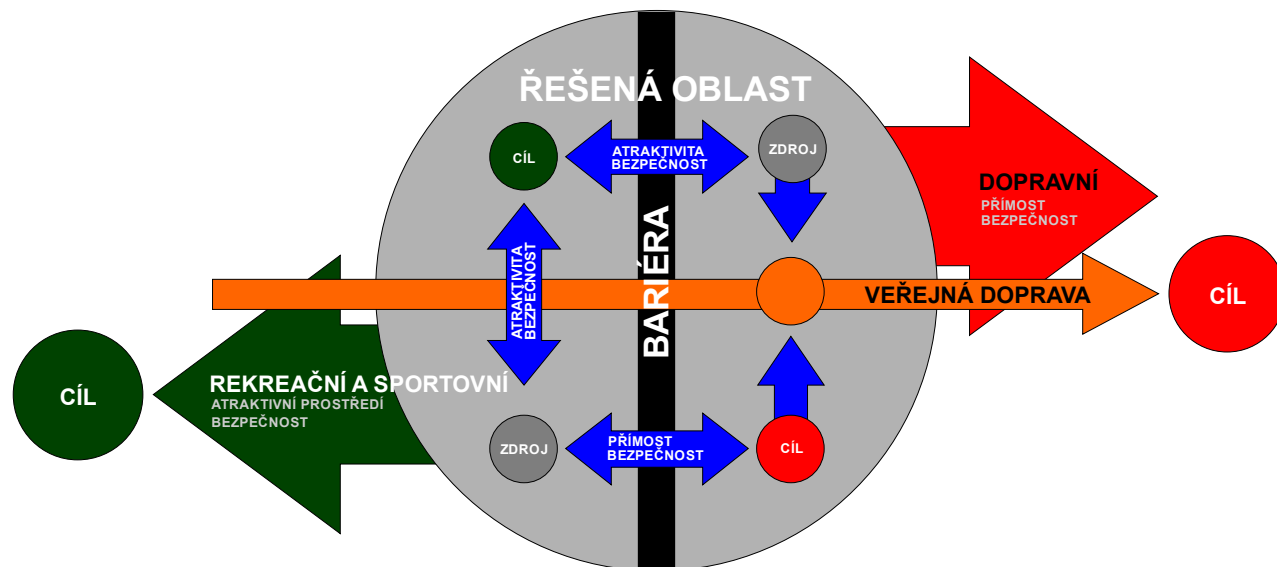 ŘEŠENÁ OBLAST
CÍL
ATRAKTIVITA
BEZPEČNOST
ZDROJ
DOPRAVNÍ
PŘÍMOST
BEZPEČNOST
ATRAKTIVITA
BEZPEČNOST
BARIÉRA
VEŘEJNÁ DOPRAVA
CÍL
CÍL
REKREAČNÍ A SPORTOVNÍ
ATRAKTIVNÍ PROSTŘEDÍ
BEZPEČNOST
ZDROJ
PŘÍMOST
BEZPEČNOST
CÍL